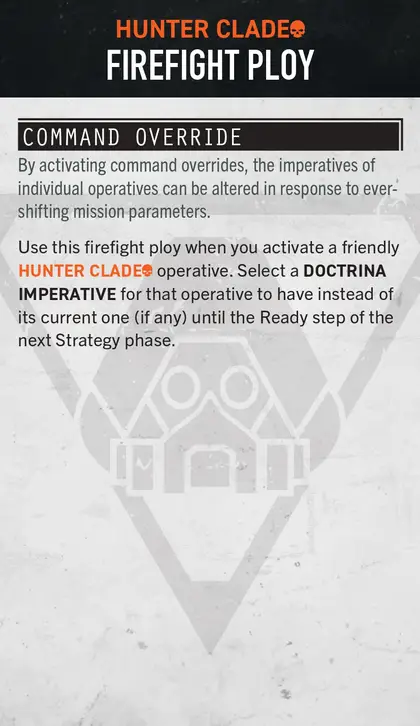 HUNTER CLADE
FIREFIGHT PLOY
COMMAND OVERRIDE
By activating command overrides, the imperatives of
individual operatives can be altered in response to ever-
shifting mission parameters.
Use this firefight ploy when you activate a friendly
HUNTER CLADE operative. Select a DOCTRINA
IMPERATIVE for that operative to have instead of
its current one (if any) until the Ready step of the
next Strategy phase.